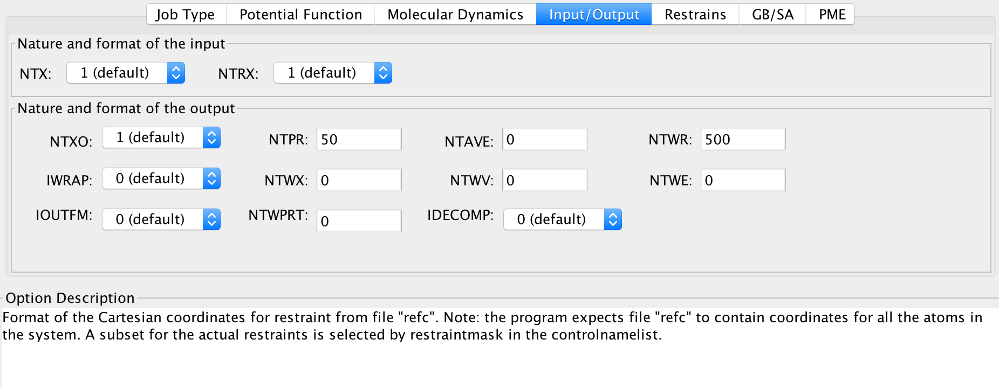 Job Type Potential Function Molecular Dynamics Input/Output Restrains GB/SA PME
Nature and format of the input
NTX: 1 (default) NTRX: 1 (default)
Nature and format of the output
NTXO: 1 (default) NTPR: 50 NTAVE: 0 NTWR: 500
IWRAP: 0 (default) NTWX: 0 NTWV: 0 NTWE: 0
IOUTFM: 0 (default) NTWPRT: 0 IDECOMP: 0 (default)
Option Description
Format of the Cartesian coordinates for restraint from file "refc". Note: the program expects file "refc" to contain coordinates for all the atoms in
the system. A subset for the actual restraints is selected by restraintmask in the controlnamelist.